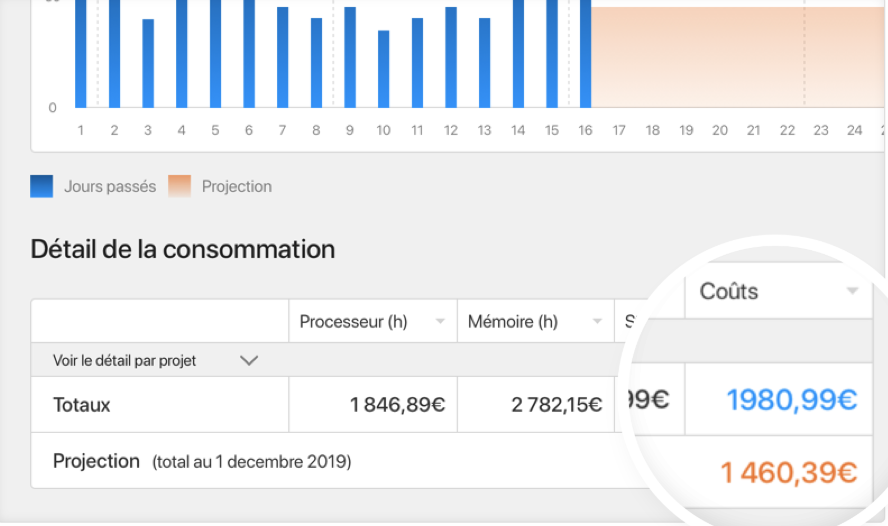 0
1 2 3 4 5 6 7 8 9 10 11 12 13 14 15 16 17 18 19 20 21 22 23 24
Jours passés Projection
Détail de la consommation
Coûts
Processeur (h) Mémoire (h) S
Voir le détail par projet
Totaux 1 846,89€ 2 782,15€ 99€ 1980,99€
Projection (total au 1 decembre 2019) 1 460,39€